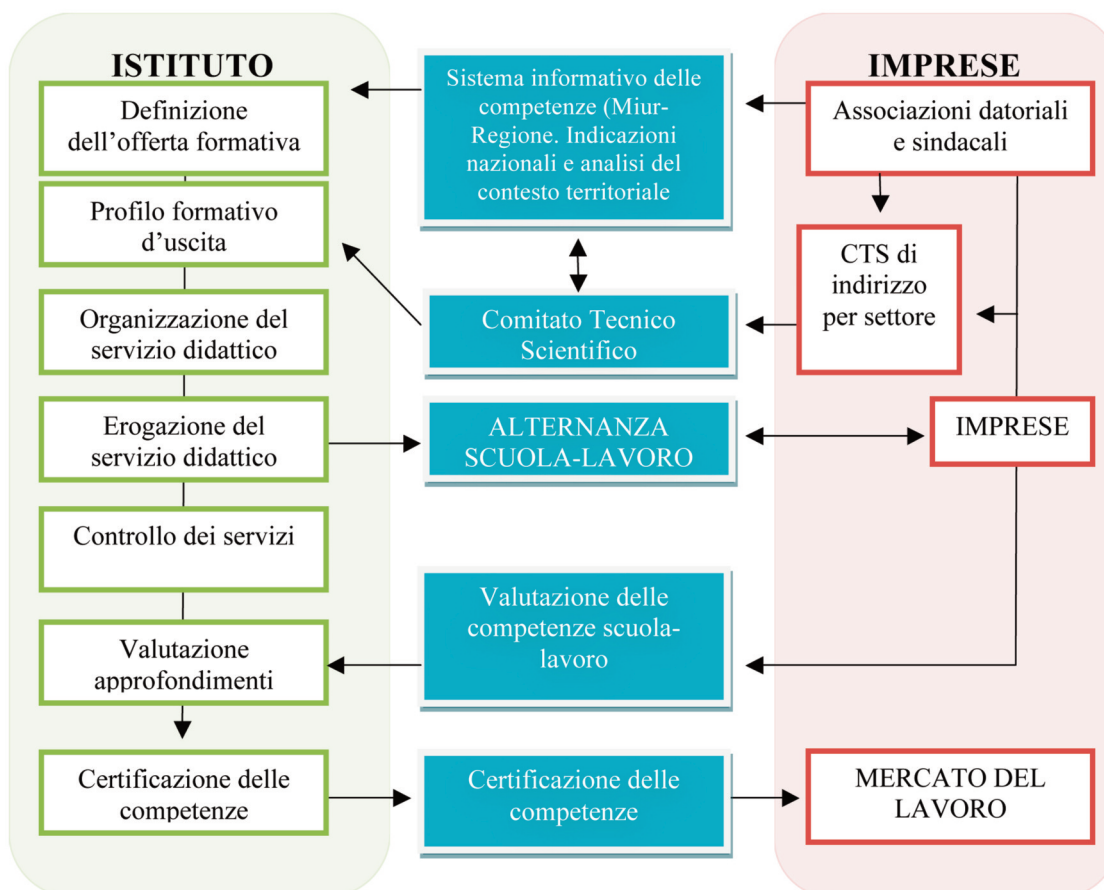 ISTITUTO
Definizione
dell’offerta formativa
Profilo formativo
d’uscita
Organizzazione del
servizio didattico
Erogazione del
servizio didattico
Controllo dei servizi
Valutazione
approfondimenti
Certificazione delle
competenze
Sistema informativo delle
competenze (Miur-
Regione. Indicazioni
nazionali e analisi del
contesto territoriale
Comitato Tecnico
Scientifico
ALTERNANZA
SCUOLA-LAVORO
Valutazione delle
competenze scuola-
lavoro
Certificazione delle
competenze
IMPRESE
Associazioni datoriali
e sindacali
CTS di
indirizzo
per settore
IMPRESE
MERCATO DEL
LAVORO